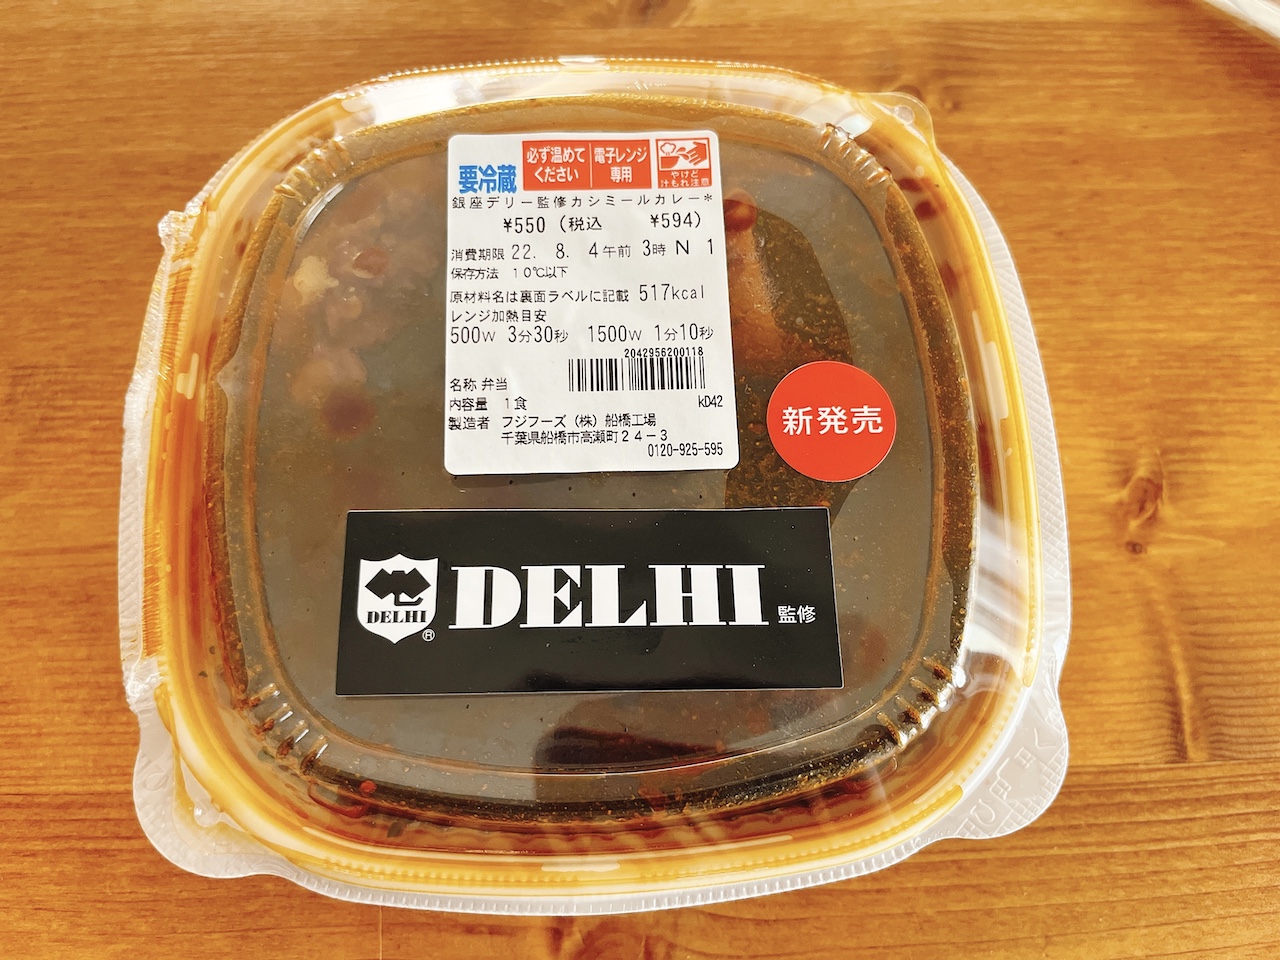 要冷蔵
必ず温めて
ください
電子レンジ
専用
やけど
汁もれ注意
銀座デリー監修カシミールカレー*
¥550 (税込 ¥594)
消費期限 22. 8. 4午前 3時 N 1
保存方法 10℃以下
原材料名は裏面ラベルに記載 517kcal
レンジ加熱目安
500W 3分30秒 1500W 1分10秒
2042956200118
名称 弁当
内容量 1食
kD42
製造者 フジフーズ(株)船橋工場
千葉県船橋市高瀬町24-3
0120-925-595
新発売
DELHI
®
DELHI 監修